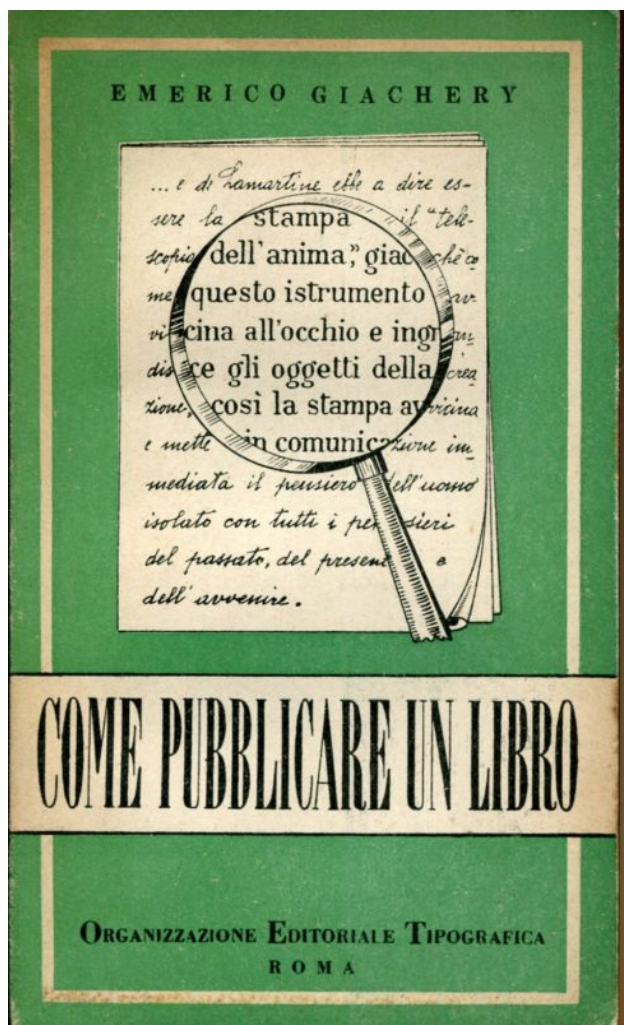 EMERICO GIACHERY
... e de Lamartine ebbe a dire es-
sere la stampa il "tele-
scopio dell'anima," giacchè co
me questo istrumento av-
vicina all'occhio e ingran
disce gli oggetti della crea
zione, così la stampa avvicina
e mette in comunicazione im
mediata il pensiero dell'uomo
isolato con tutti i pensieri
del passato, del presente e
dell'avvenire.
COME PUBBLICARE UN LIBRO
ORGANIZZAZIONE EDITORIALE TIPOGRAFICA
ROMA